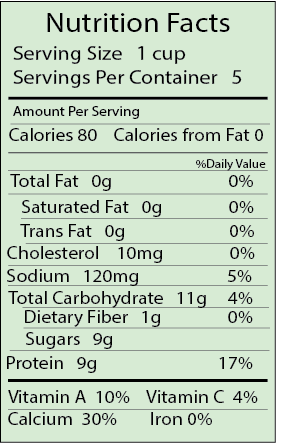 Nutrition Facts
Serving Size 1 cup
Servings Per Container 5
Amount Per Serving
Calories 80 Calories from Fat 0
%Daily Value
Total Fat 0g 0%
Saturated Fat 0g 0%
Trans Fat 0g 0%
Cholesterol 10mg 0%
Sodium 120mg 5%
Total Carbohydrate 11g 4%
Dietary Fiber 1g 0%
Sugars 9g
Protein 9g 17%
Vitamin A 10% Vitamin C 4%
Calcium 30% Iron 0%